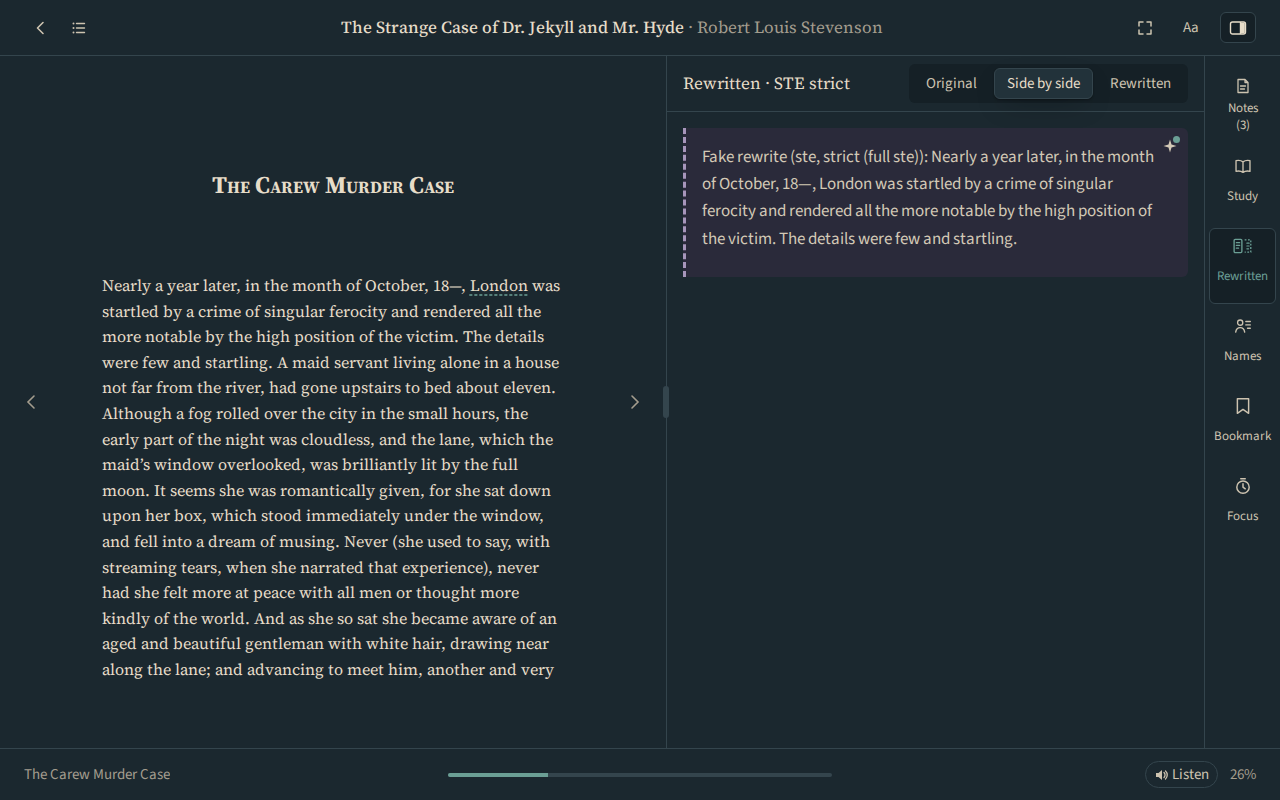 The Strange Case of Dr. Jekyll and Mr. Hyde · Robert Louis Stevenson
Aa
The Carew Murder Case
Nearly a year later, in the month of October, 18—, London was
startled by a crime of singular ferocity and rendered all the
more notable by the high position of the victim. The details
were few and startling. A maid servant living alone in a house
not far from the river, had gone upstairs to bed about eleven.
Although a fog rolled over the city in the small hours, the
early part of the night was cloudless, and the lane, which the
maid’s window overlooked, was brilliantly lit by the full
moon. It seems she was romantically given, for she sat down
upon her box, which stood immediately under the window,
and fell into a dream of musing. Never (she used to say, with
streaming tears, when she narrated that experience), never
had she felt more at peace with all men or thought more
kindly of the world. And as she so sat she became aware of an
aged and beautiful gentleman with white hair, drawing near
along the lane; and advancing to meet him, another and very
Rewritten · STE strict
Original
Side by side
Rewritten
Fake rewrite (ste, strict (full ste)): Nearly a year later, in the month
of October, 18—, London was startled by a crime of singular
ferocity and rendered all the more notable by the high position of
the victim. The details were few and startling.
Notes
(3)
Study
Rewritten
Names
Bookmark
Focus
The Carew Murder Case
Listen
26%